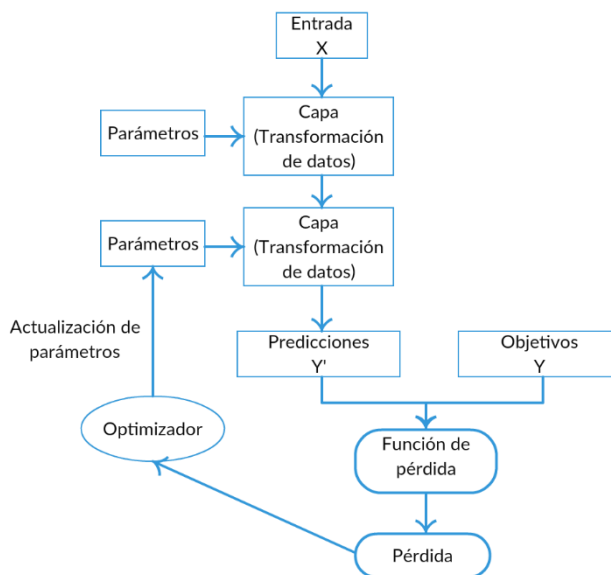 Entrada
X
Parámetros
Capa
(Transformación
de datos)
Parámetros
Capa
(Transformación
de datos)
Actualización de
parámetros
Predicciones
Y'
Objetivos
Y
Optimizador
Función de
pérdida
Pérdida